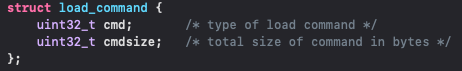 struct load_command {
    uint32_t cmd;       /* type of load command */
    uint32_t cmdsize;   /* total size of command in bytes */
};